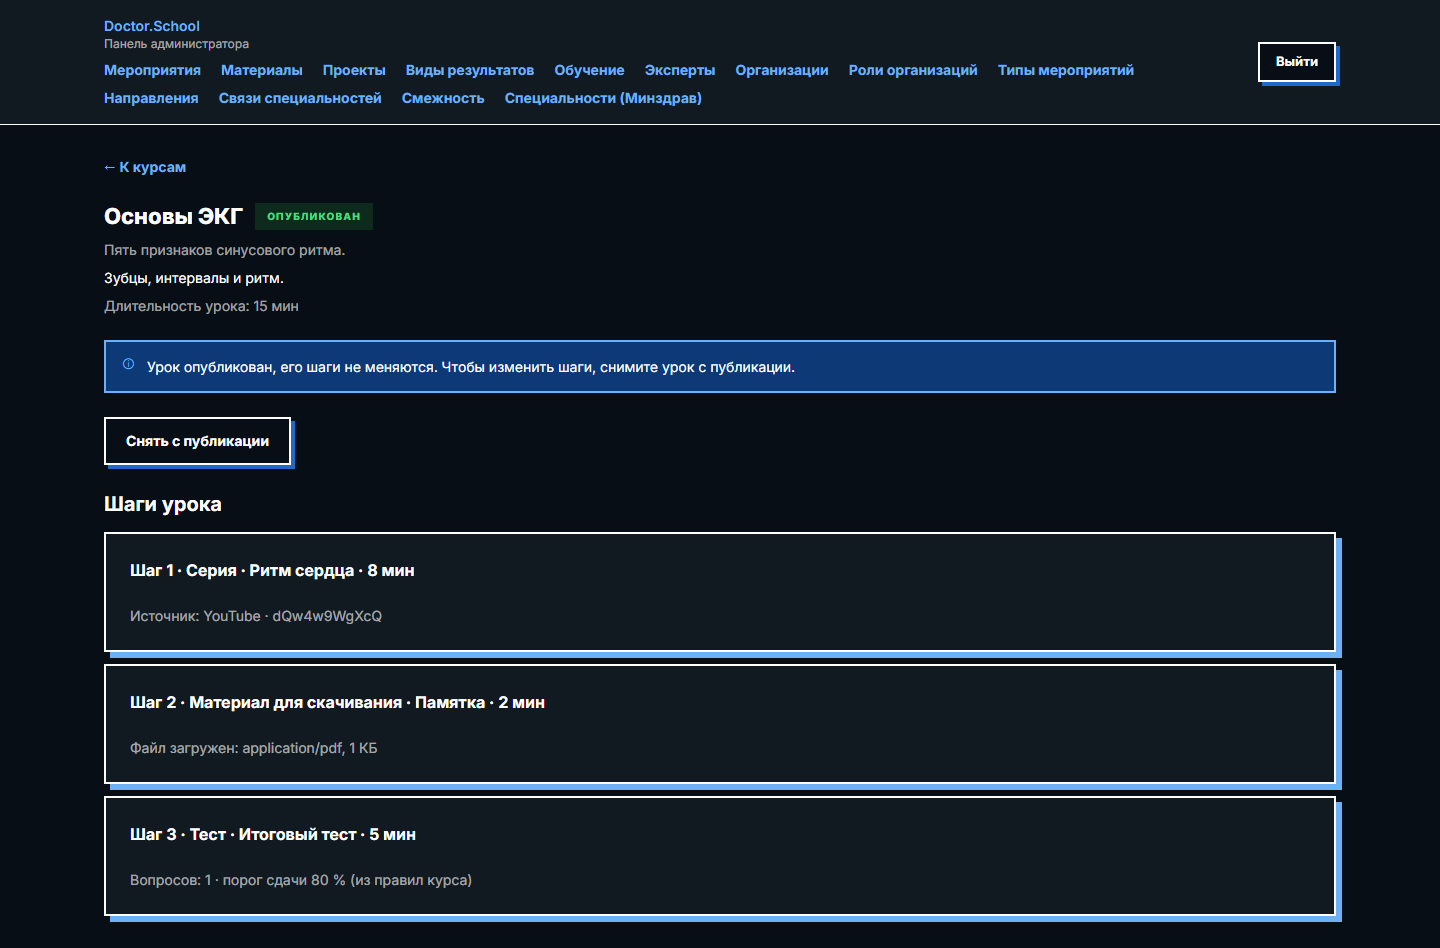 Doctor.School
Панель администратора
Мероприятия Материалы Проекты Виды результатов Обучение Эксперты Организации Роли организаций Типы мероприятий
Направления Связи специальностей Смежность Специальности (Минздрав)
Выйти
← К курсам
Основы ЭКГ ОПУБЛИКОВАН
Пять признаков синусового ритма.
Зубцы, интервалы и ритм.
Длительность урока: 15 мин
Урок опубликован, его шаги не меняются. Чтобы изменить шаги, снимите урок с публикации.
Снять с публикации
Шаги урока
Шаг 1 · Серия · Ритм сердца · 8 мин
Источник: YouTube · dQw4w9WgXcQ
Шаг 2 · Материал для скачивания · Памятка · 2 мин
Файл загружен: application/pdf, 1 КБ
Шаг 3 · Тест · Итоговый тест · 5 мин
Вопросов: 1 · порог сдачи 80 % (из правил курса)